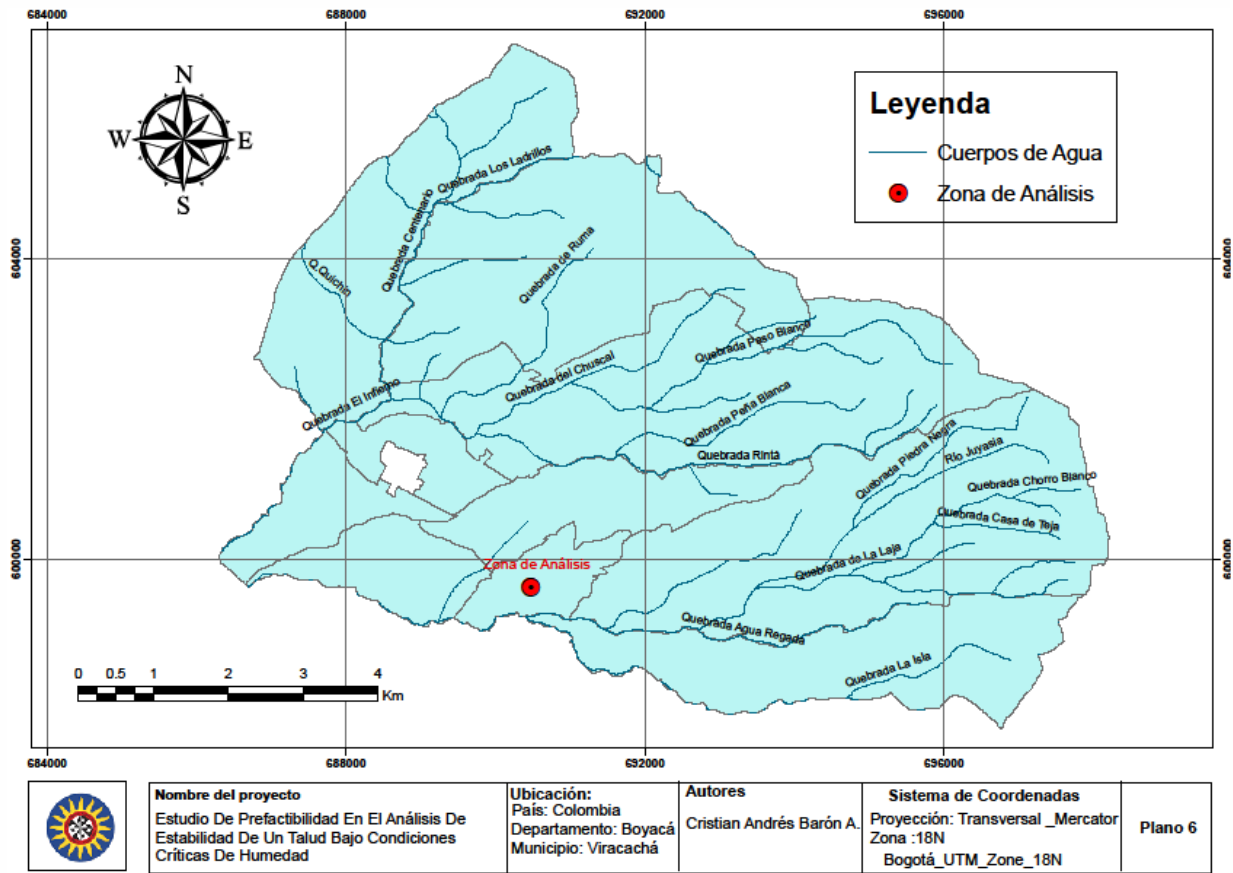 684000
688000
692000
696000
N
W
E
S
Leyenda
Cuerpos de Agua
Zona de Análisis
604000
604000
600000
600000
Quebrada Los Ladrillos
Quebrada Centenario
Quebrada de Ruma
Q.Quichin
Quebrada Paso Blanco
Quebrada del Chuscal
Quebrada El Infierno
Quebrada Peña Blanca
Quebrada Rintá
Quebrada Piedra Negra
Río Juyasia
Quebrada Chorro Blanco
Quebrada Casa de Teja
Quebrada de La Laja
Zona de Análisis
Quebrada Agua Regada
Quebrada La Isla
0 0.5 1 2 3 4
Km
684000
688000
692000
696000
Nombre del proyecto
Estudio De Prefactibilidad En El Análisis De
Estabilidad De Un Talud Bajo Condiciones
Críticas De Humedad
Ubicación:
País: Colombia
Departamento: Boyacá
Municipio: Viracachá
Autores
Cristian Andrés Barón A.
Sistema de Coordenadas
Proyección: Transversal _Mercator
Zona :18N
Bogotá_UTM_Zone_18N
Plano 6